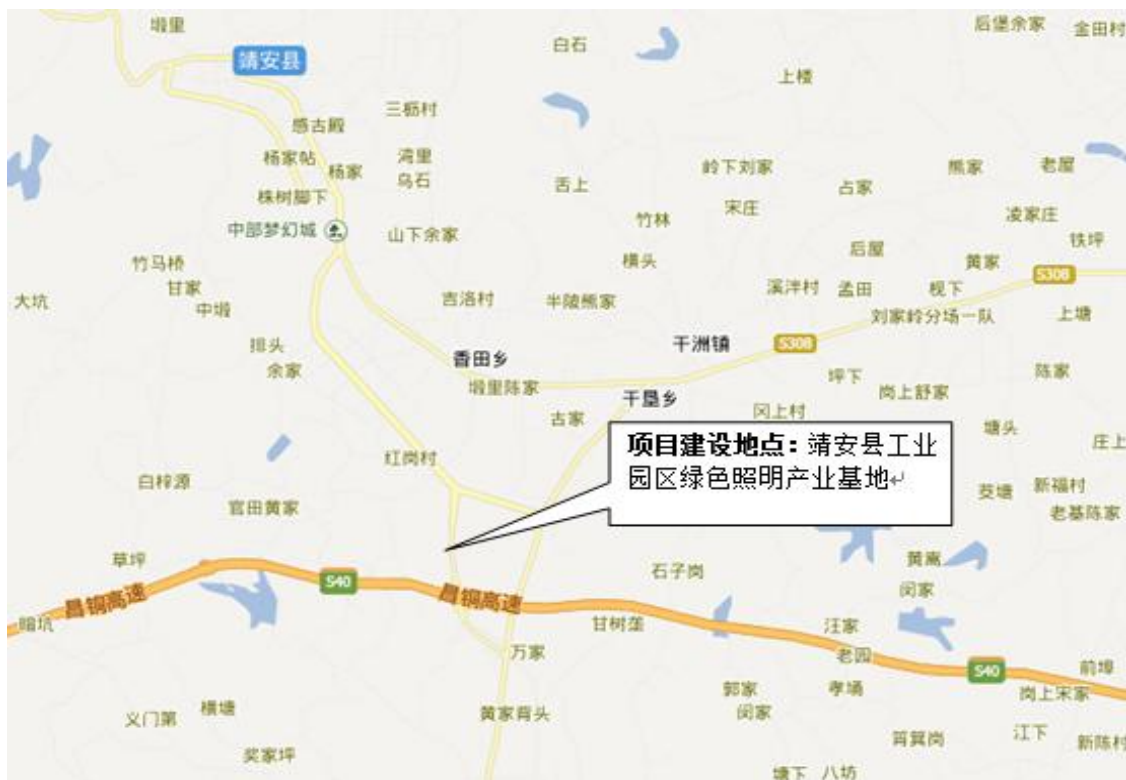 塅里
后堡余家
金田村
白石
靖安县
上楼
三枥村
感古殿
杨家帖
湾里
杨家
岭下刘家
熊家
老屋
乌石
舌上
占家
株树脚下
宋庄
竹林
凌家庄
中部梦幻城
山下余家
铁坪
后屋
竹马桥
横头
黄家
S308
甘家
溪泮村
孟田
枧下
大坑
吉洛村
半陵熊家
中塅
刘家岭分场一队
上塘
排头
干洲镇
S308
香田乡
余家
陈家
坪下
塅里陈家
岗上舒家
干垦乡
冈上村
古家
塘头
庄上
项目建设地点：靖安县工业
园区绿色照明产业基地
红岗村
白梓源
新福村
茭塘
官田黄家
老基陈家
草坪
黄嵩
石子岗
S40
闵家
昌铜高速
昌铜高速
暗坑
甘树垄
汪家
万家
老园
前埠
S40
郭家
孝埇
岗上宋家
横塘
义门第
黄家背头
闵家
江下
筲箕岗
新陈村
奖家坪
塘下
八坊